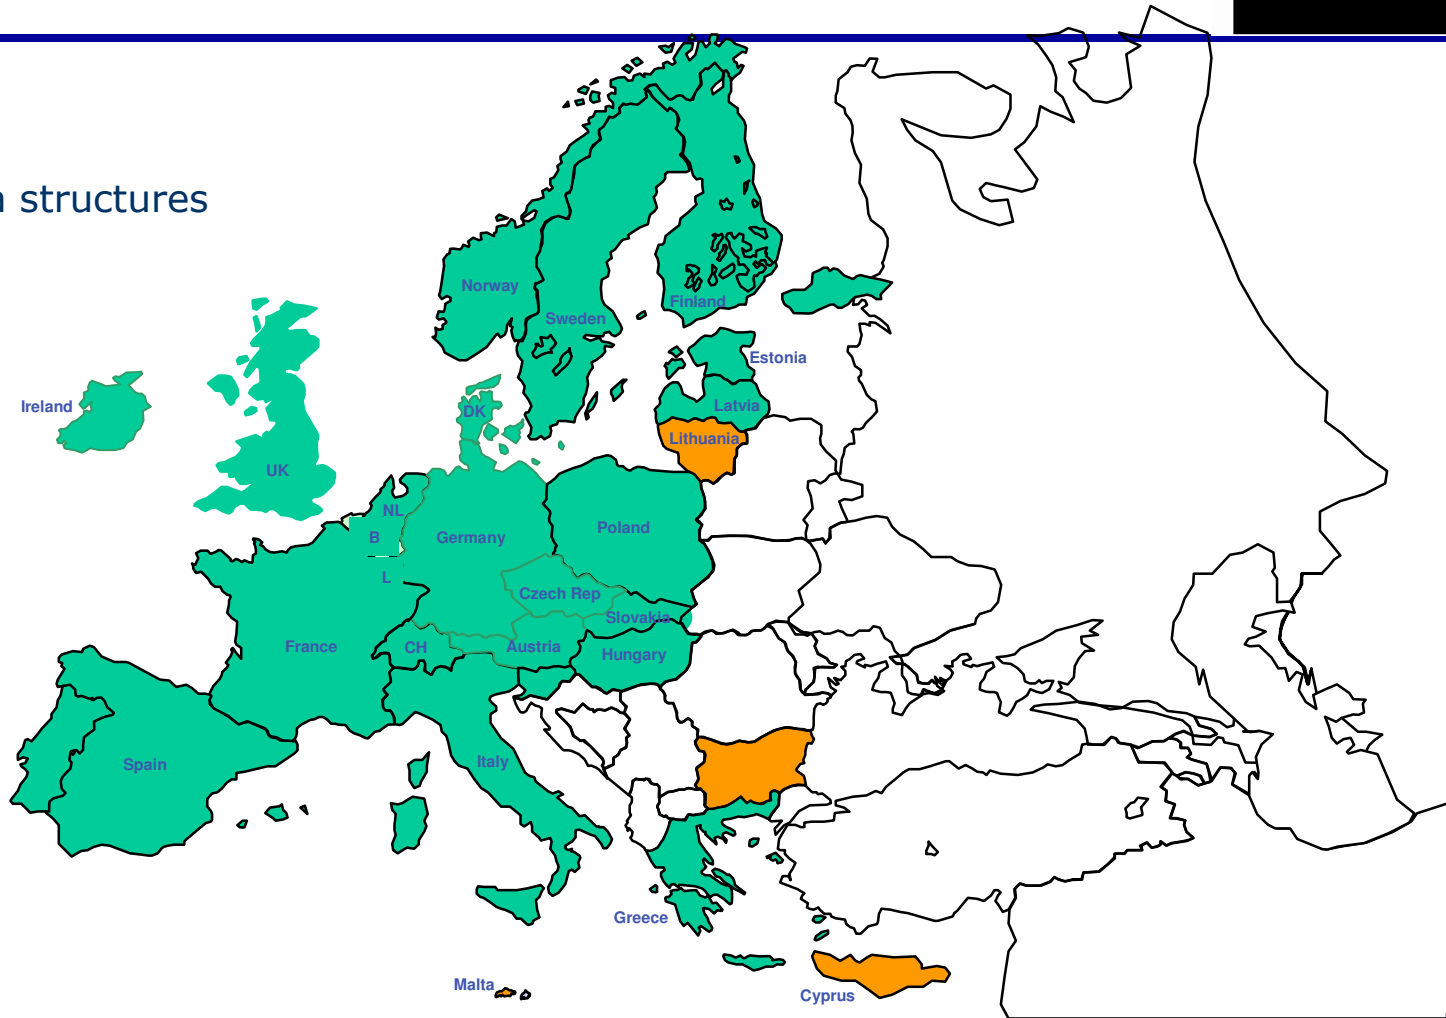 structures
Norway
Finland
Sweden
Estonia
Ireland
DK
Latvia
Lithuania
UK
NL
B
Germany
Poland
L
Czech Rep
Slovakia
France
CH
Austria
Hungary
Spain
Italy
Greece
Malta
Cyprus